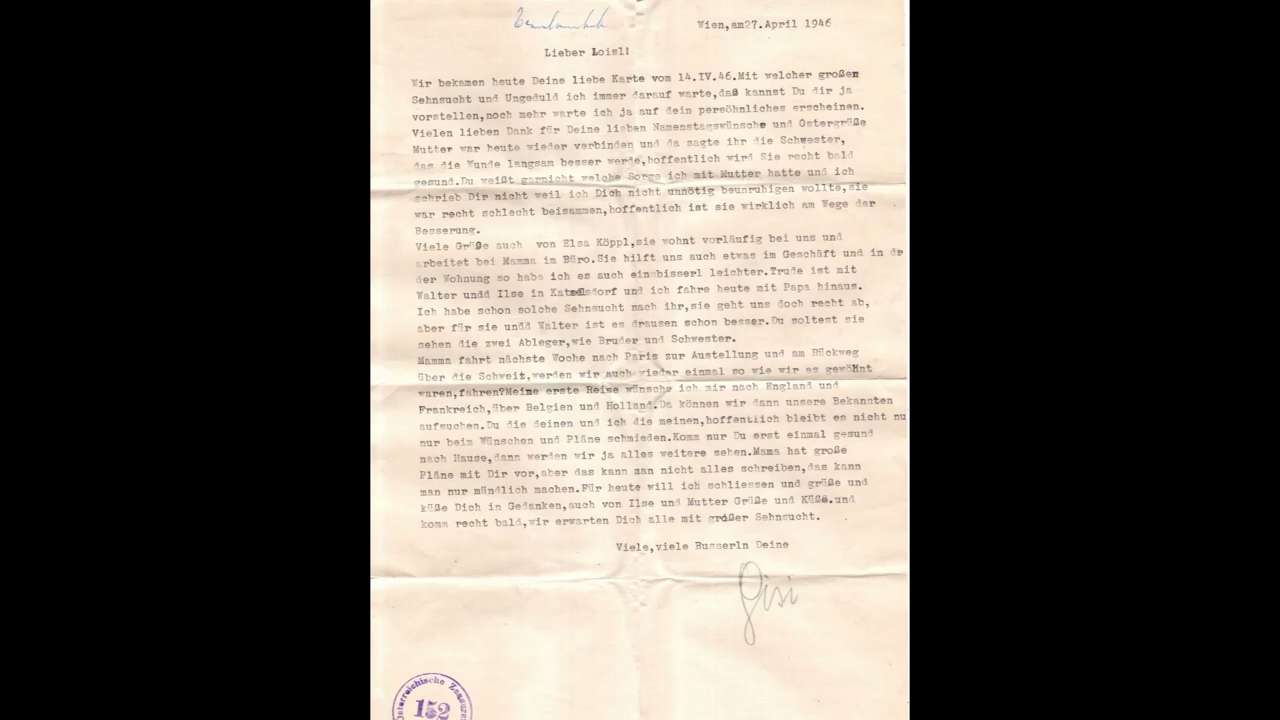 Wien,am27.April 1946
Lieber Loisl!
Wir bekamen heute Deine liebe Karte vom 14.IV.46.Mit welcher großen
Sehnsucht und Ungeduld ich immer darauf warte,daß kannst Du dir ja
vorstellen,noch mehr warte ich ja auf dein persöhnliches erscheinen.
Vielen lieben Dank für Deine lieben Namenstagswünsche und Ostergrüße
Mutter war heute wieder verbinden und da sagte ihr die Schwester,
das die Wunde langsam besser werde,hoffentlich wird Sie recht bald
gesund.Du weißt garnicht welche Sorge ich mit Mutter hatte und ich
schrieb Dir nicht weil ich Dich nicht unnötig beunruhigen wollte,sie
war recht schlecht beisammen,hoffentlich ist sie wirklich am Wege der
Besserung.
Viele Grüße auch von Elsa Köppl,sie wohnt vorläufig bei uns und
arbeitet bei Mamma im Büro.Sie hilft uns auch etwas im Geschäft und in dr
der Wohnung so habe ich es auch einbisserl leichter.Trude ist mit
Walter undd Ilse in Katzelsdorf und ich fahre heute mit Papa hinaus.
Ich habe schon solche Sehnsucht nach ihr,sie geht uns doch recht ab,
aber für sie undd Walter ist es drausen schon besser.Du soltest sie
sehen die zwei Ableger,wie Bruder und Schwester.
Mamma fahrt nächste Woche nach Paris zur Austellung und am Rückweg
über die Schweit,werden wir auch wieder einmal so wie wir es gewöhnt
waren,fahren?Meine erste Reise wünsche ich mir nach England und
Frankreich,über Belgien und Holland.Da können wir dann unsere Bekannten
aufsuchen.Du die deinen und ich die meinen,hoffentlich bleibt es nicht nu
nur beim Wünschen und Pläne schmieden.Komm nur Du erst einmal gesund
nach Hause,dann werden wir ja alles weitere sehen.Mama hat große
Pläne mit Dir vor,aber das kann man nicht alles schreiben,das kann
man nur mündlich machen.Für heute will ich schliessen und grüße und
küße Dich in Gedanken,auch von Ilse und Mutter Grüße und Küße.und
komm recht bald,wir erwarten Dich alle mit großer Sehnsucht.
Viele,viele Busserln Deine
Gisi
Österreichische Zensur
152